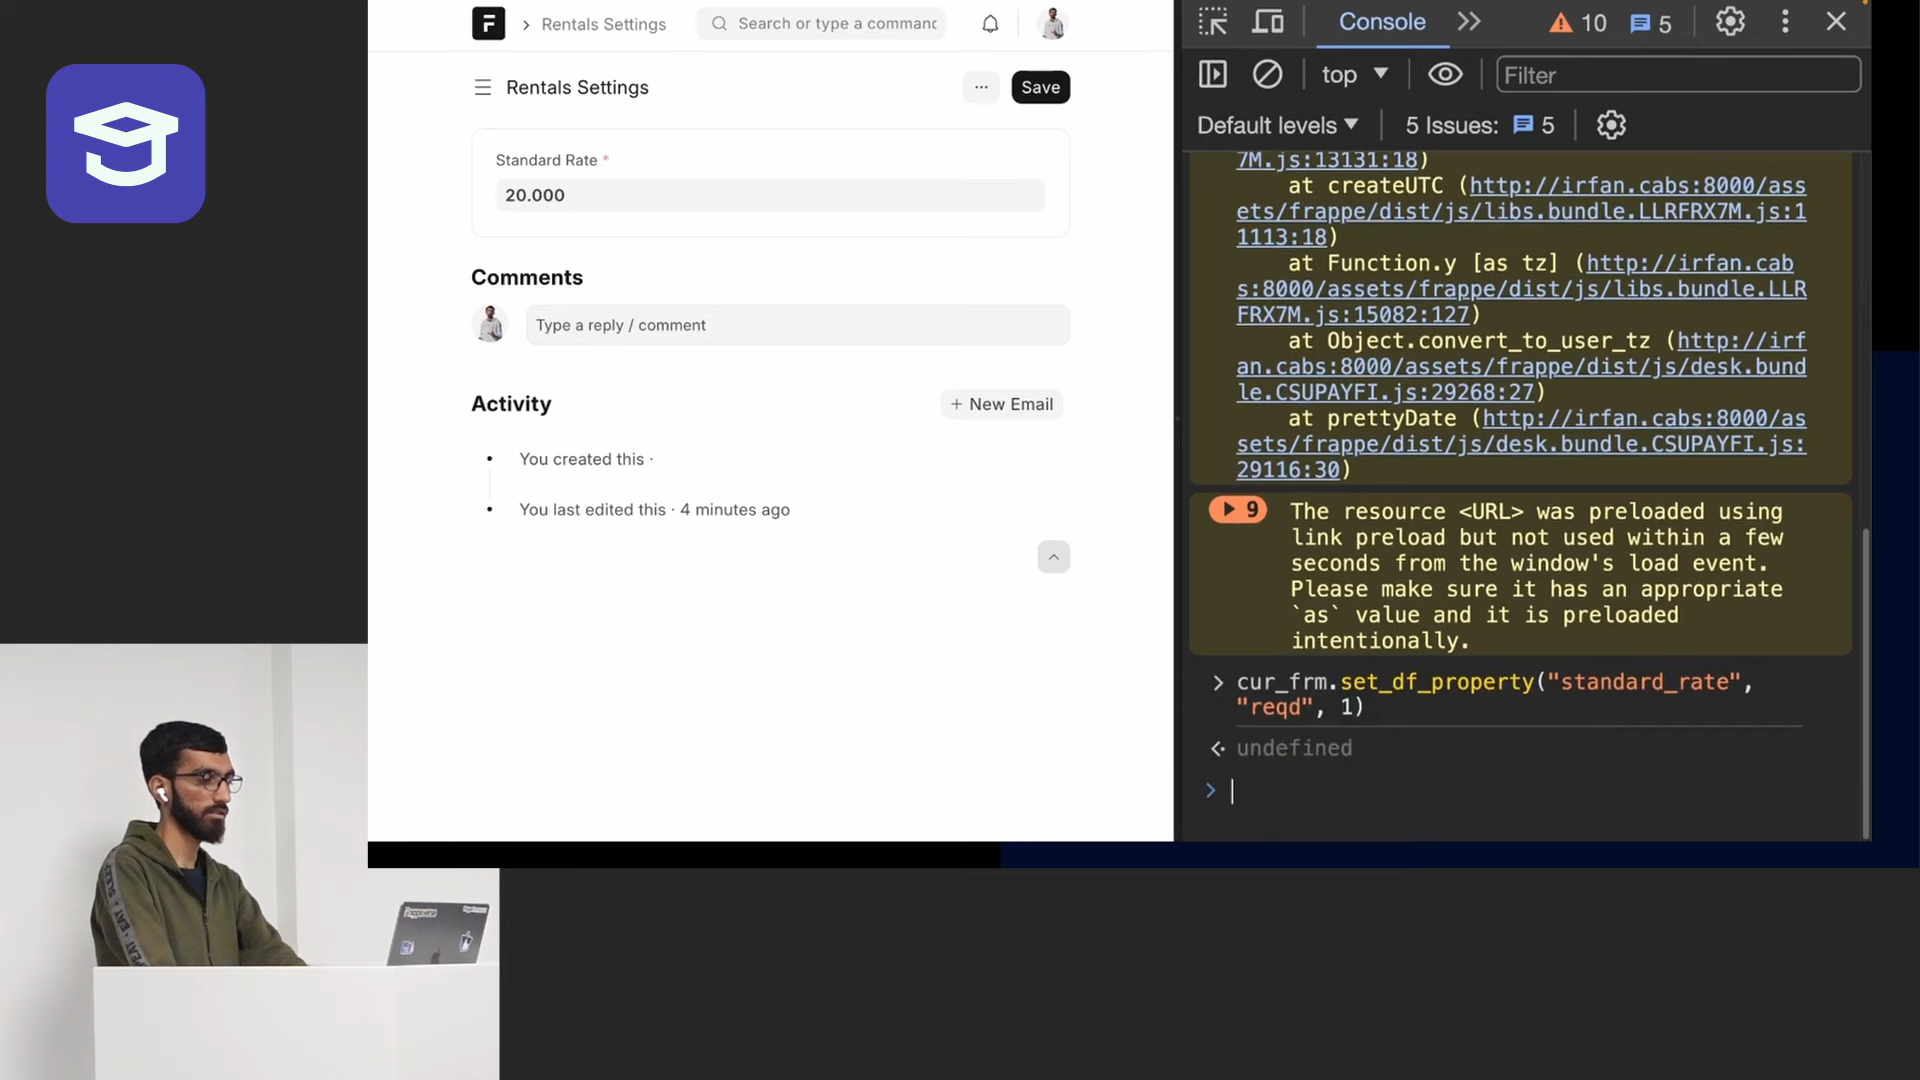 Rentals Settings
Search or type a command
Rentals Settings
...
Save
Standard Rate *
20.000
Comments
Type a reply / comment
Activity
+ New Email
You created this ·
You last edited this · 4 minutes ago
Console
10
5
top
Filter
Default levels
5 Issues:
5
7M.js:13131:18)
at createUTC (http://irfan.cabs:8000/ass
ets/frappe/dist/js/libs.bundle.LLRFRX7M.js:1
1113:18)
at Function.y [as tz] (http://irfan.cab
s:8000/assets/frappe/dist/js/libs.bundle.LLR
FRX7M.js:15082:127)
at Object.convert_to_user_tz (http://irf
an.cabs:8000/assets/frappe/dist/js/desk.bund
le.CSUPAYFI.js:29268:27)
at prettyDate (http://irfan.cabs:8000/as
sets/frappe/dist/js/desk.bundle.CSUPAYFI.js:
29116:30)
9
The resource <URL> was preloaded using
link preload but not used within a few
seconds from the window's load event.
Please make sure it has an appropriate
`as` value and it is preloaded
intentionally.
cur_frm.set_df_property("standard_rate",
"reqd", 1)
undefined